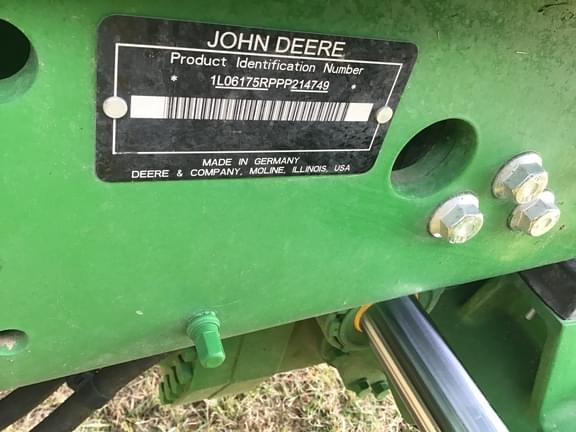 JOHN DEERE
Product Identification Number
* 1L06175RPPP214749 *
MADE IN GERMANY
DEERE & COMPANY, MOLINE, ILLINOIS, USA